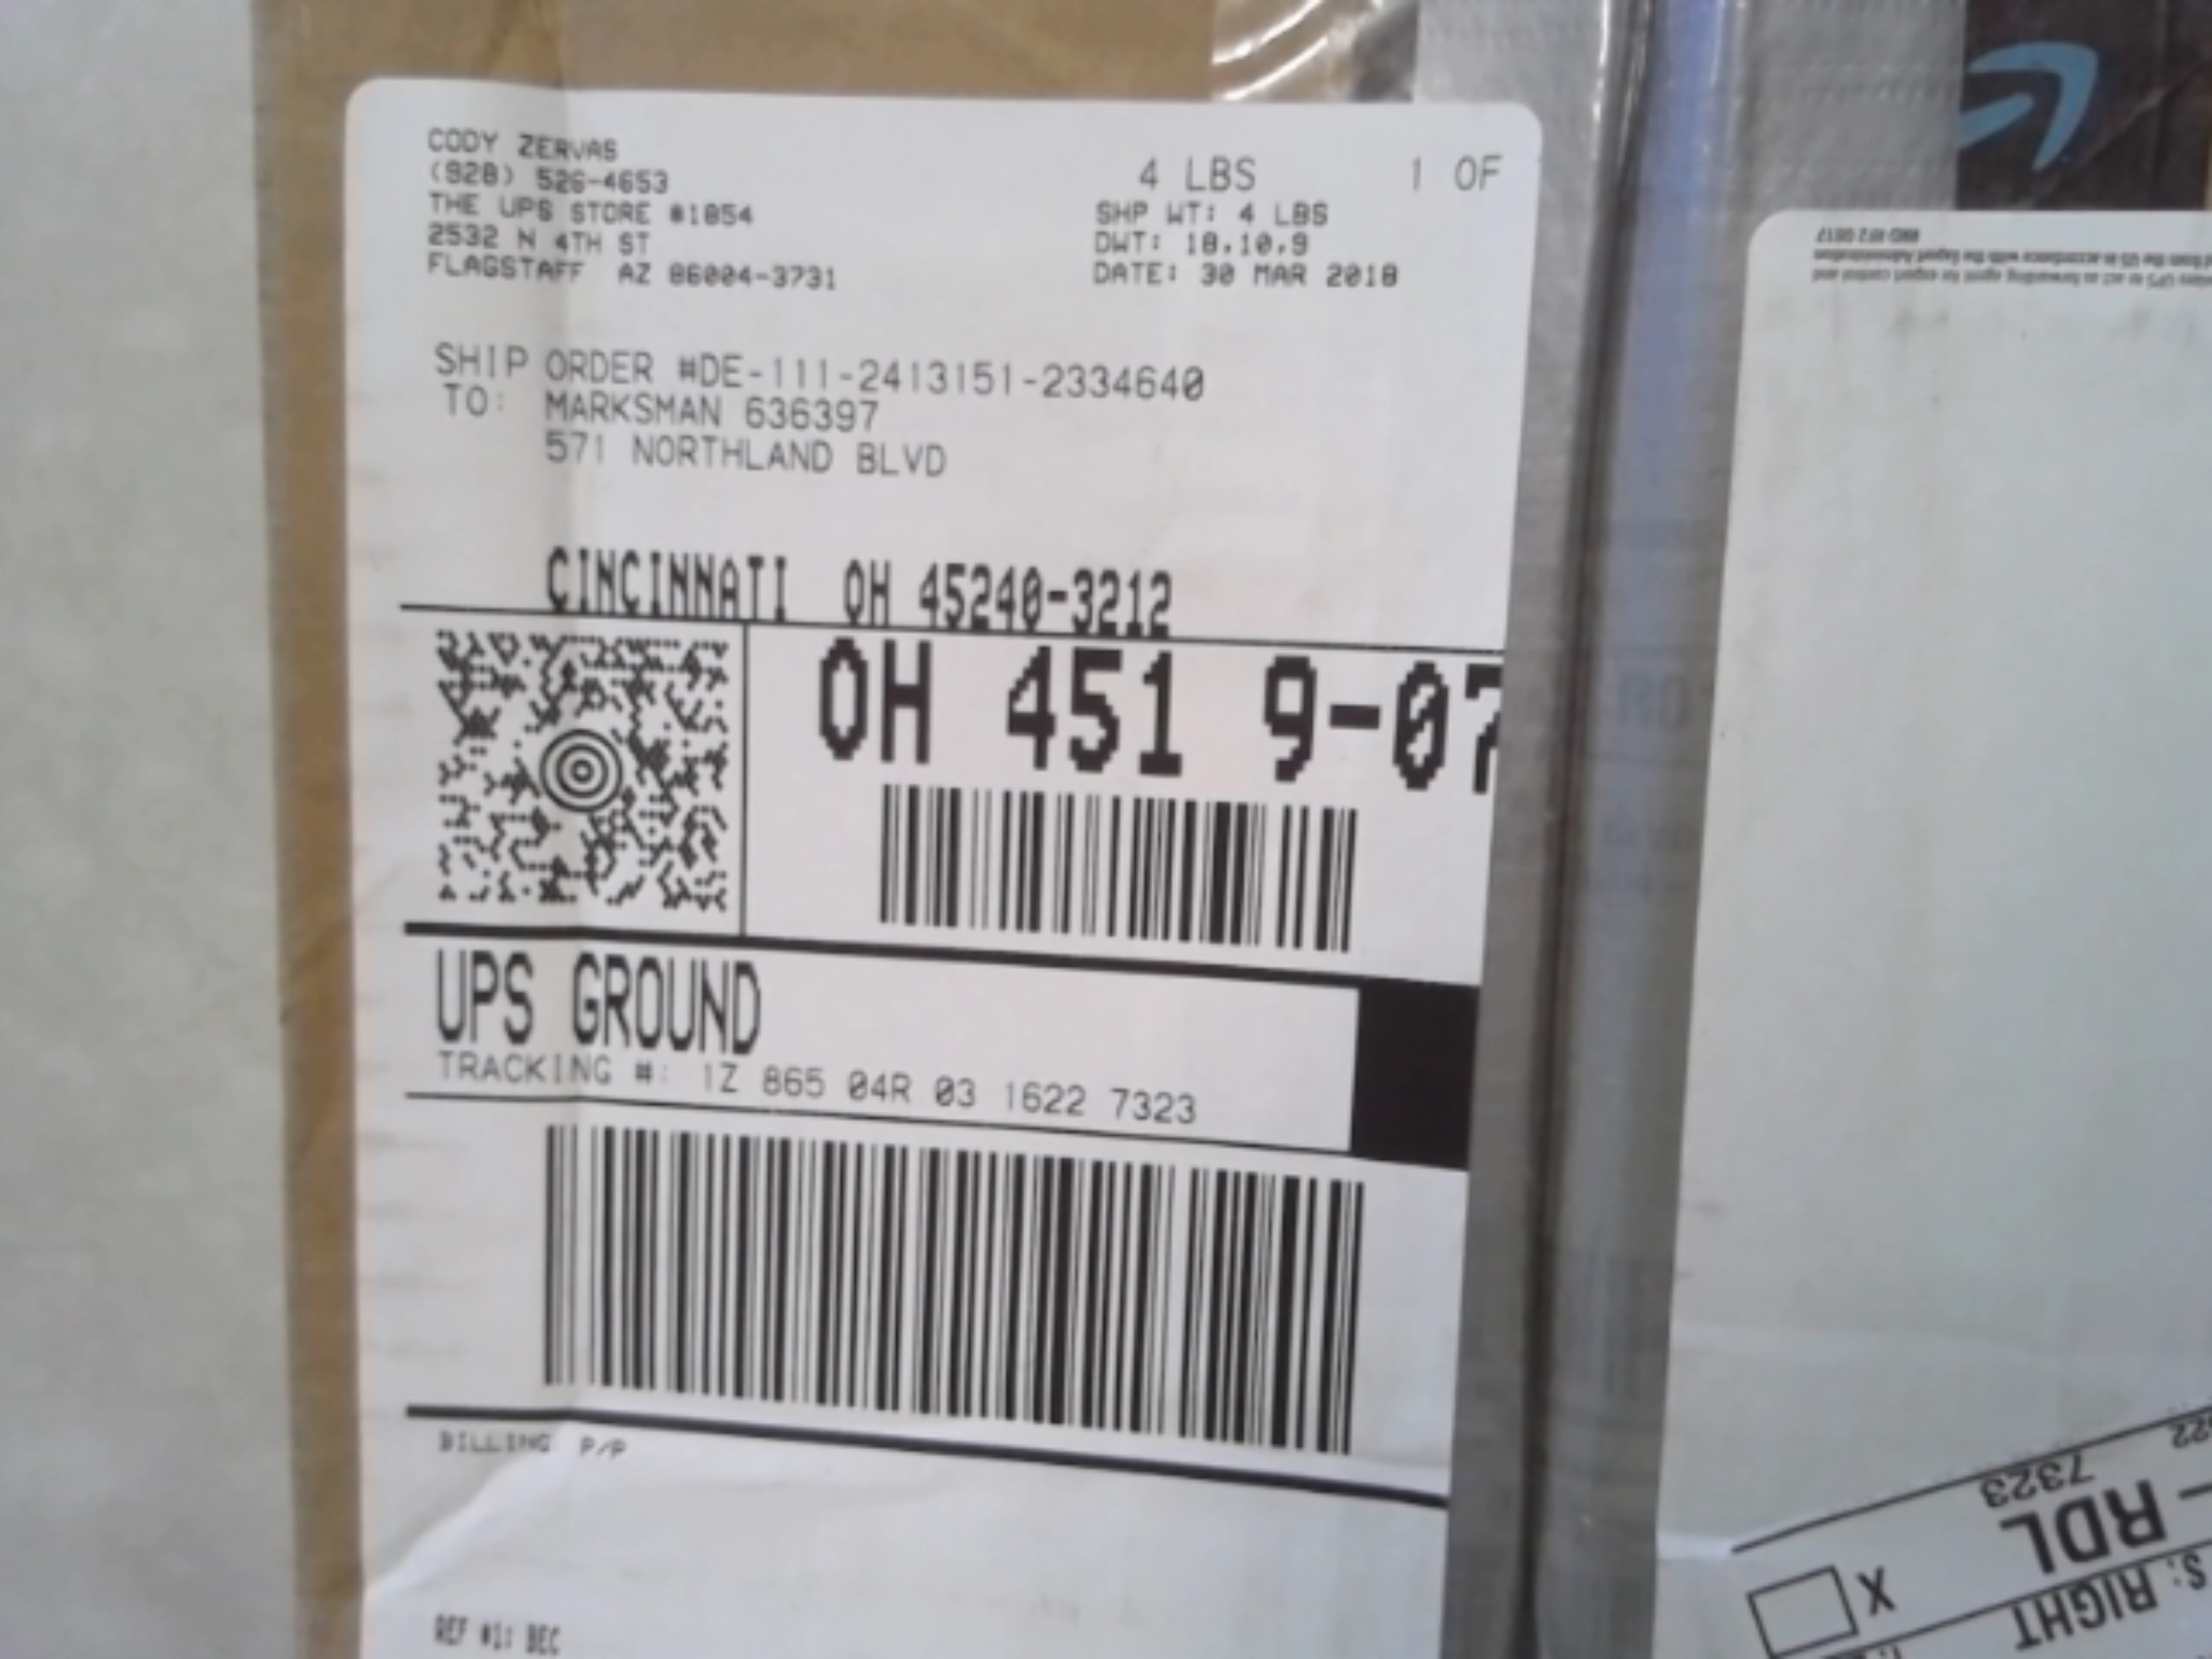 CODY ZERVAS
(928) 526-4653
THE UPS STORE #1854
2532 N 4TH ST
FLAGSTAFF AZ 86004-3731
4 LBS 1 OF
SHP WT: 4 LBS
DWT: 18,10,9
DATE: 30 MAR 2018
SHIP ORDER #DE-111-2413151-2334640
TO: MARKSMAN 636397
571 NORTHLAND BLVD
CINCINNATI OH 45240-3212
OH 451 9-07
UPS GROUND
TRACKING #: 1Z 865 04R 03 1622 7323
BILLING P/P
REF #1: BEC
7323
RDL
S: RIGHT
X